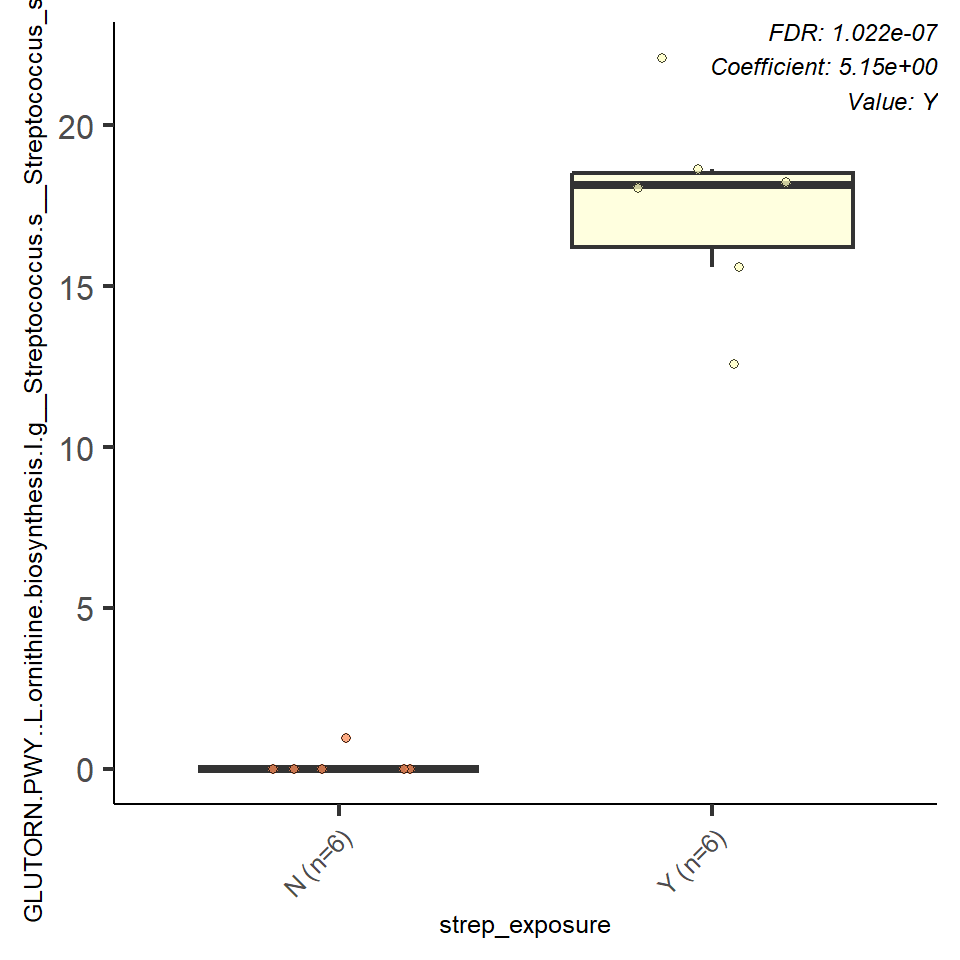 FDR: 1.022e-07
Coefficient: 5.15e+00
Value: Y
GLUTORN.PWY..L.ornithine.biosynthesis.I.g__Streptococcus.s__Streptococcus_s
20
15
10
5
0
N (n=6)
Y (n=6)
strep_exposure